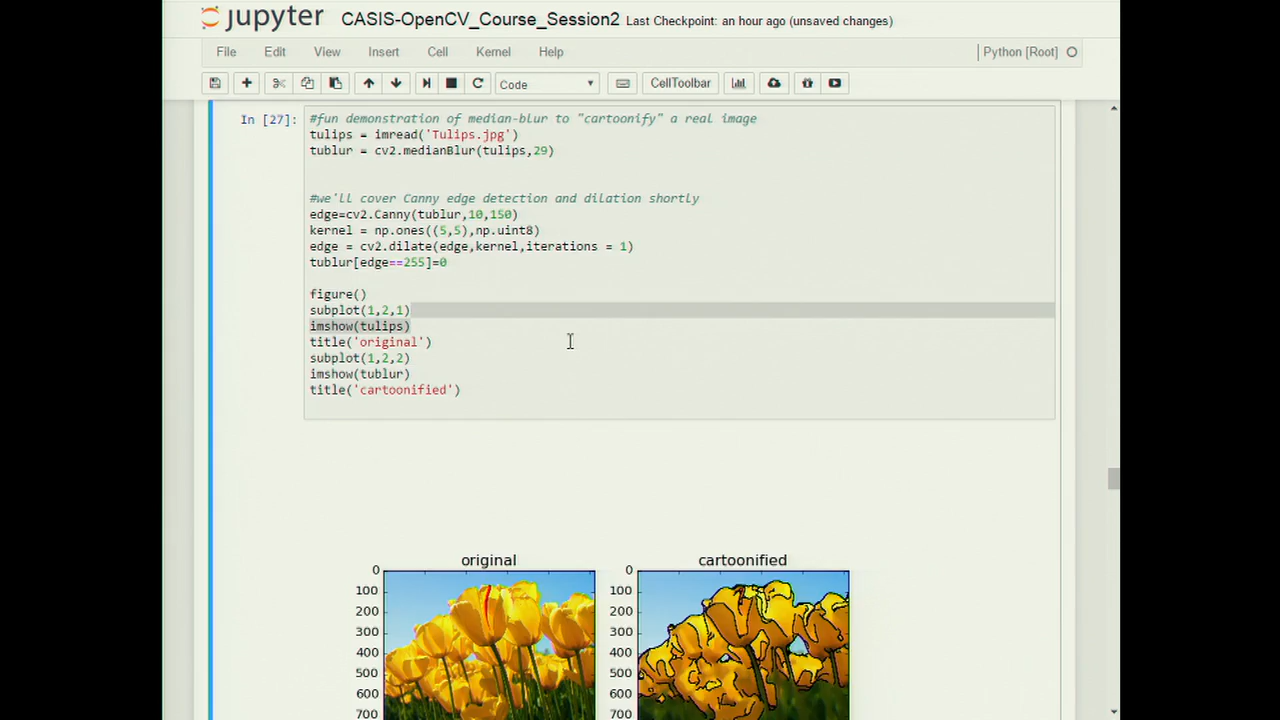 jupyter CASIS-OpenCV_Course_Session2 Last Checkpoint: an hour ago (unsaved changes)
File Edit View Insert Cell Kernel Help Python [Root]
Code CellToolbar
In [27]:
#fun demonstration of median-blur to "cartoonify" a real image
tulips = imread('Tulips.jpg')
tublur = cv2.medianBlur(tulips,29)
#we'll cover Canny edge detection and dilation shortly
edge=cv2.Canny(tublur,10,150)
kernel = np.ones((5,5),np.uint8)
edge = cv2.dilate(edge,kernel,iterations = 1)
tublur[edge==255]=0
figure()
subplot(1,2,1)
imshow(tulips)
title('original')
subplot(1,2,2)
imshow(tublur)
title('cartoonified')
original
0
100
200
300
400
500
600
700
cartoonified
0
100
200
300
400
500
600
700